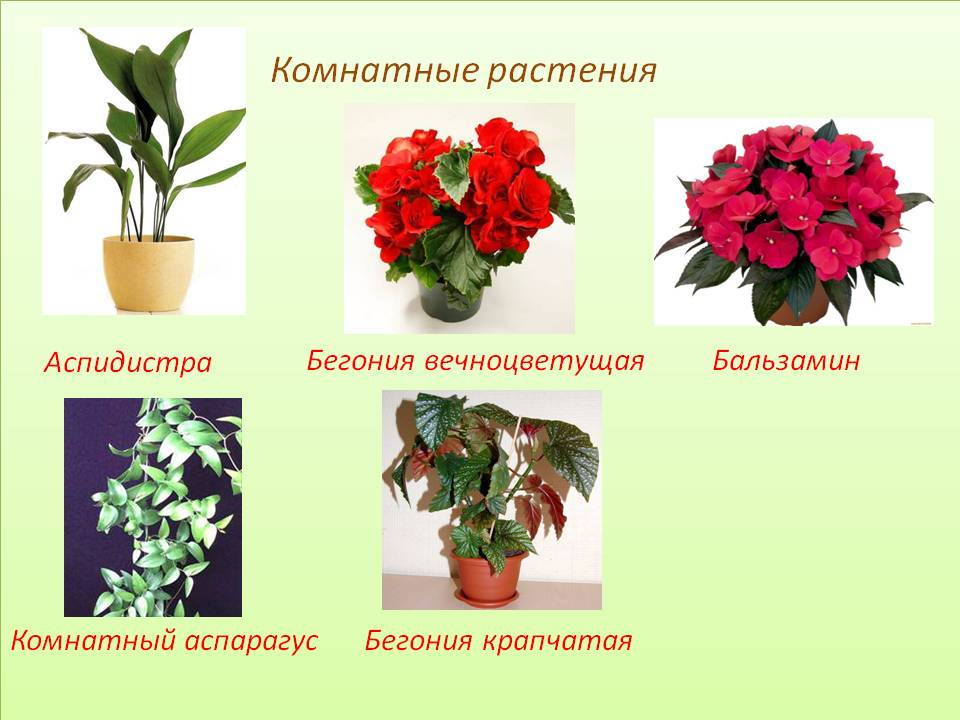 Комнатные растения
Аспидистра
Бегония вечноцветущая
Бальзамин
Комнатный аспарагус
Бегония крапчатая